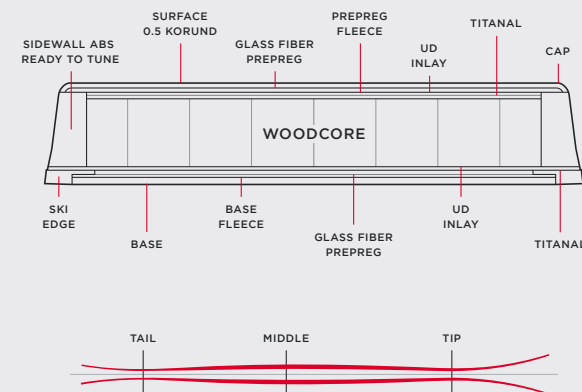 SURFACE
0.5 KORUND
PREPREG
FLEECE
TITANAL
SIDEWALL ABS
READY TO TUNE
GLASS FIBER
PREPREG
UD
INLAY
CAP
WOODCORE
SKI
EDGE
BASE
BASE
FLEECE
GLASS FIBER
PREPREG
UD
INLAY
TITANAL
TAIL
MIDDLE
TIP